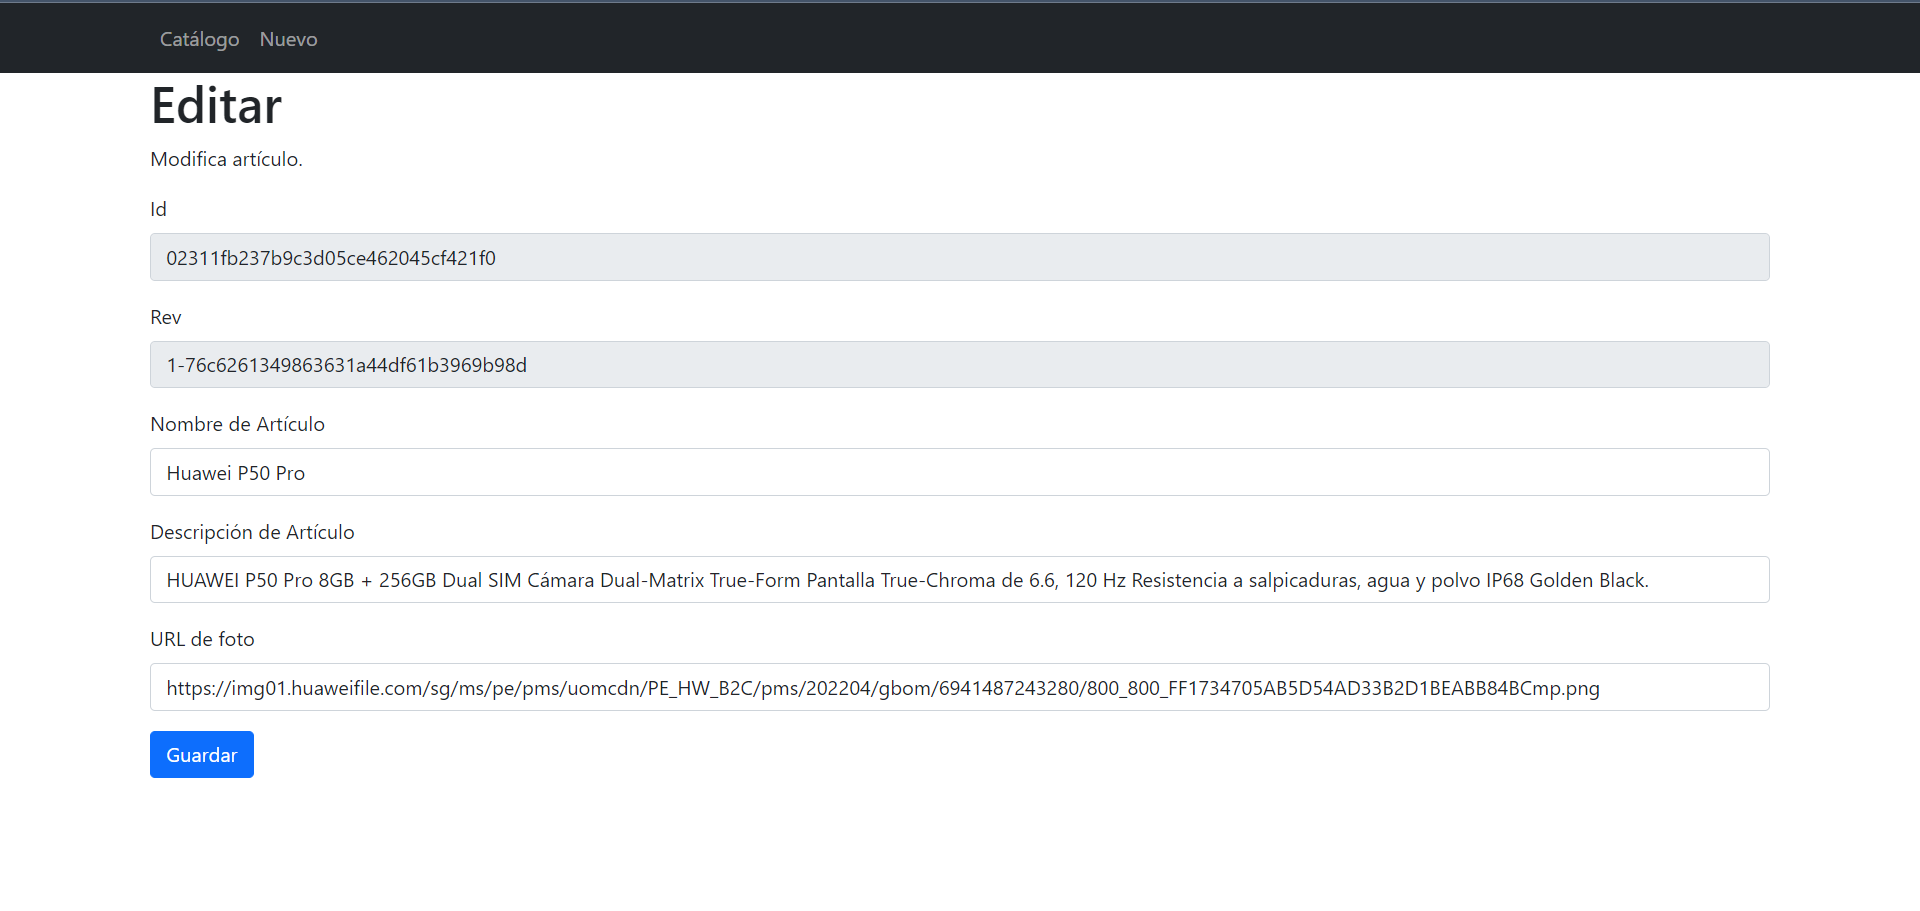 Catálogo Nuevo
Editar
Modifica artículo.
Id
02311fb237b9c3d05ce462045cf421f0
Rev
1-76c6261349863631a44df61b3969b98d
Nombre de Artículo
Huawei P50 Pro
Descripción de Artículo
HUAWEI P50 Pro 8GB + 256GB Dual SIM Cámara Dual-Matrix True-Form Pantalla True-Chroma de 6.6, 120 Hz Resistencia a salpicaduras, agua y polvo IP68 Golden Black.
URL de foto
https://img01.huaweifile.com/sg/ms/pe/pms/uomcdn/PE_HW_B2C/pms/202204/gbom/6941487243280/800_800_FF1734705AB5D54AD33B2D1BEABB84BCmp.png
Guardar